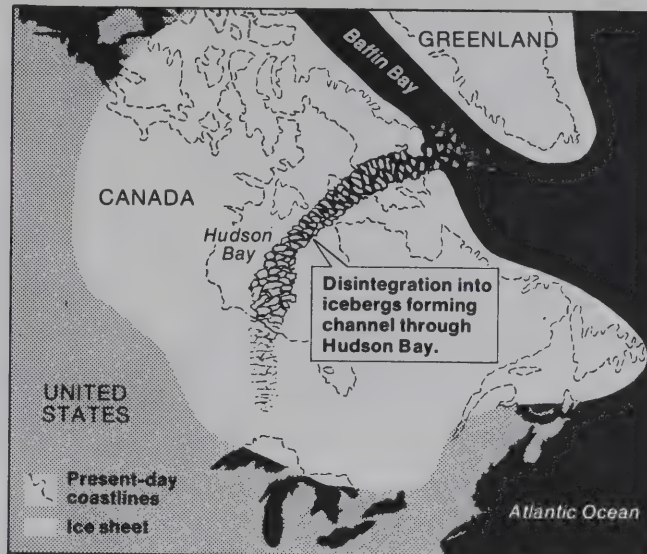 GREENLAND
Baffin Bay
CANADA
Hudson
Bay
Disintegration into
icebergs forming
channel through
Hudson Bay.
UNITED
STATES
Present-day
coastlines
Ice sheet
Atlantic Ocean